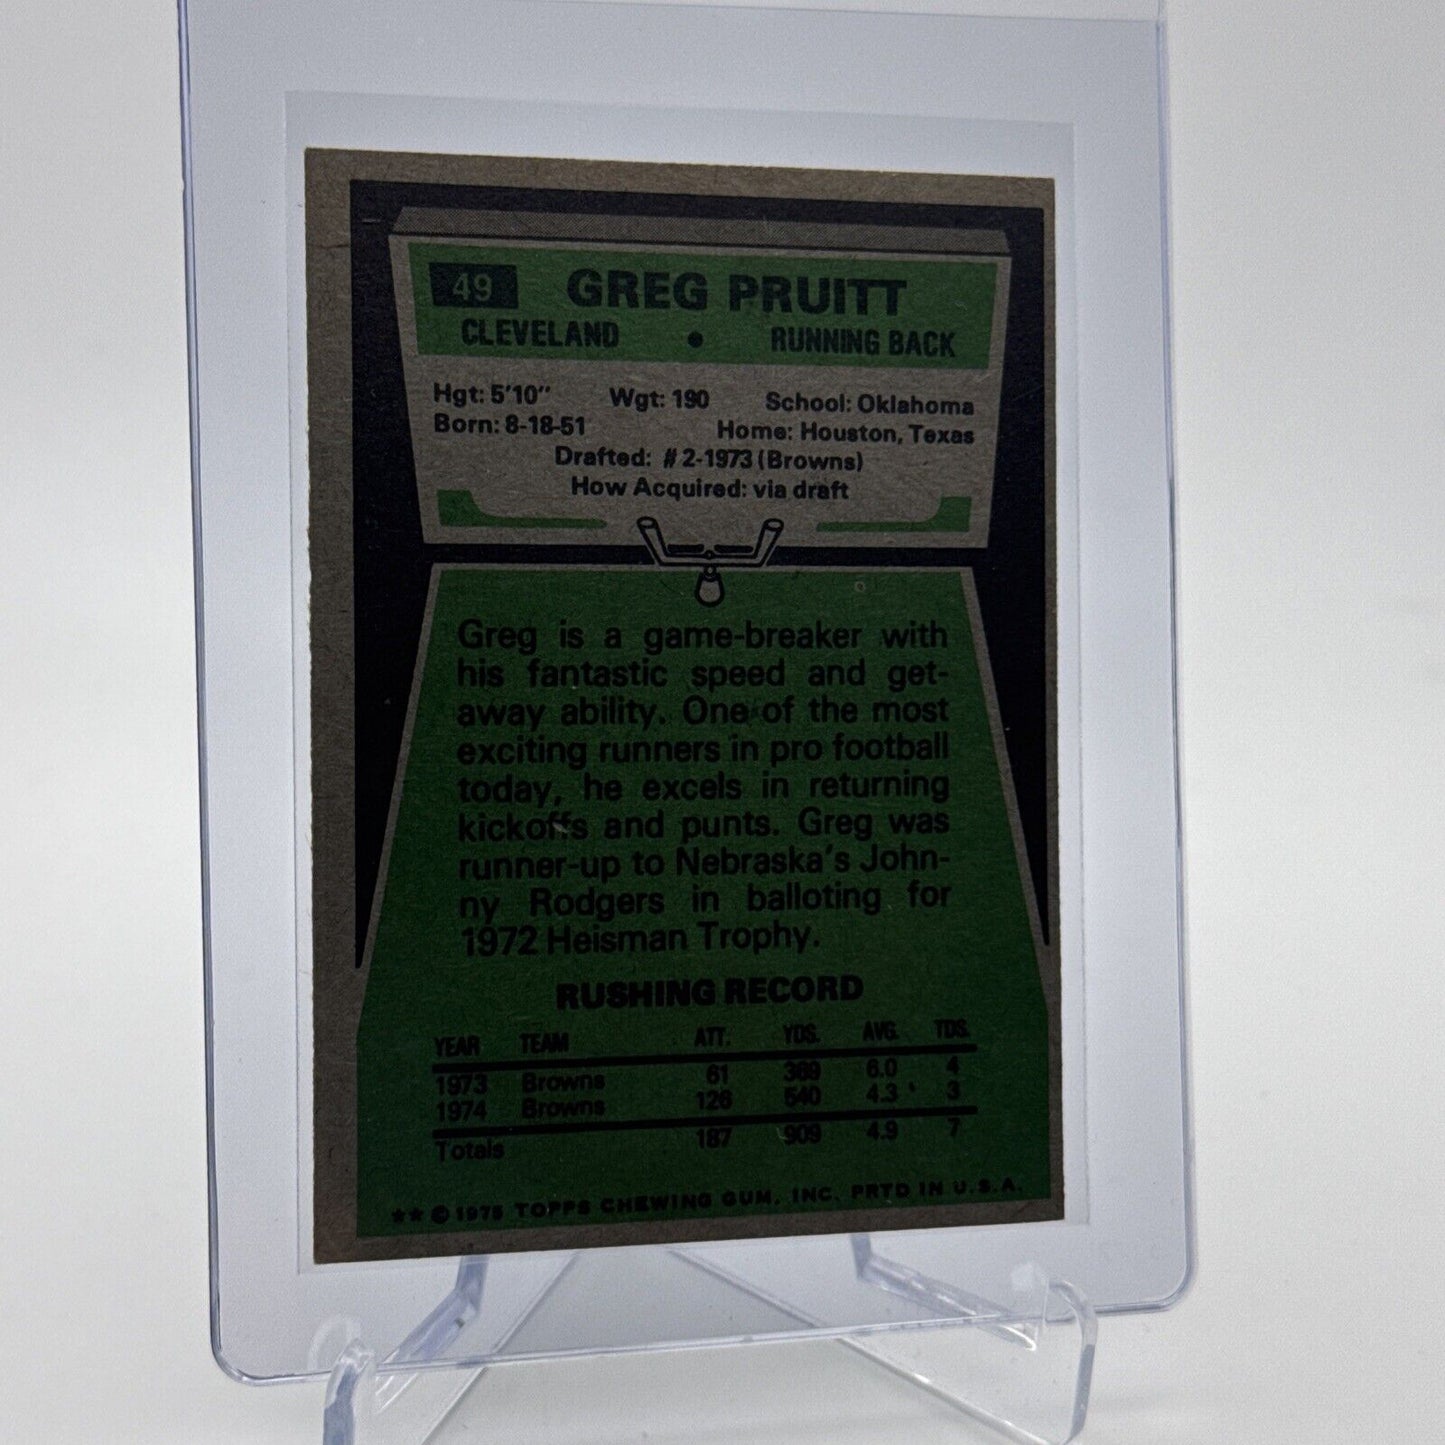 49 GREG PRUITT
CLEVELAND • RUNNING BACK
Hgt: 5'10" Wgt: 190 School: Oklahoma
Born: 8-18-51 Home: Houston, Texas
Drafted: #2-1973 (Browns)
How Acquired: via draft
Greg is a game-breaker with
his fantastic speed and get-
away ability. One of the most
exciting runners in pro football
today, he excels in returning
kickoffs and punts. Greg was
runner-up to Nebraska's John-
ny Rodgers in balloting for
1972 Heisman Trophy.
RUSHING RECORD
YEAR TEAM ATT. YDS. AVG. TDS.
1973 Browns 61 369 6.0 4
1974 Browns 126 540 4.3 3
Totals 187 909 4.9 7
** © 1975 TOPPS CHEWING GUM, INC. PRTD IN U.S.A.